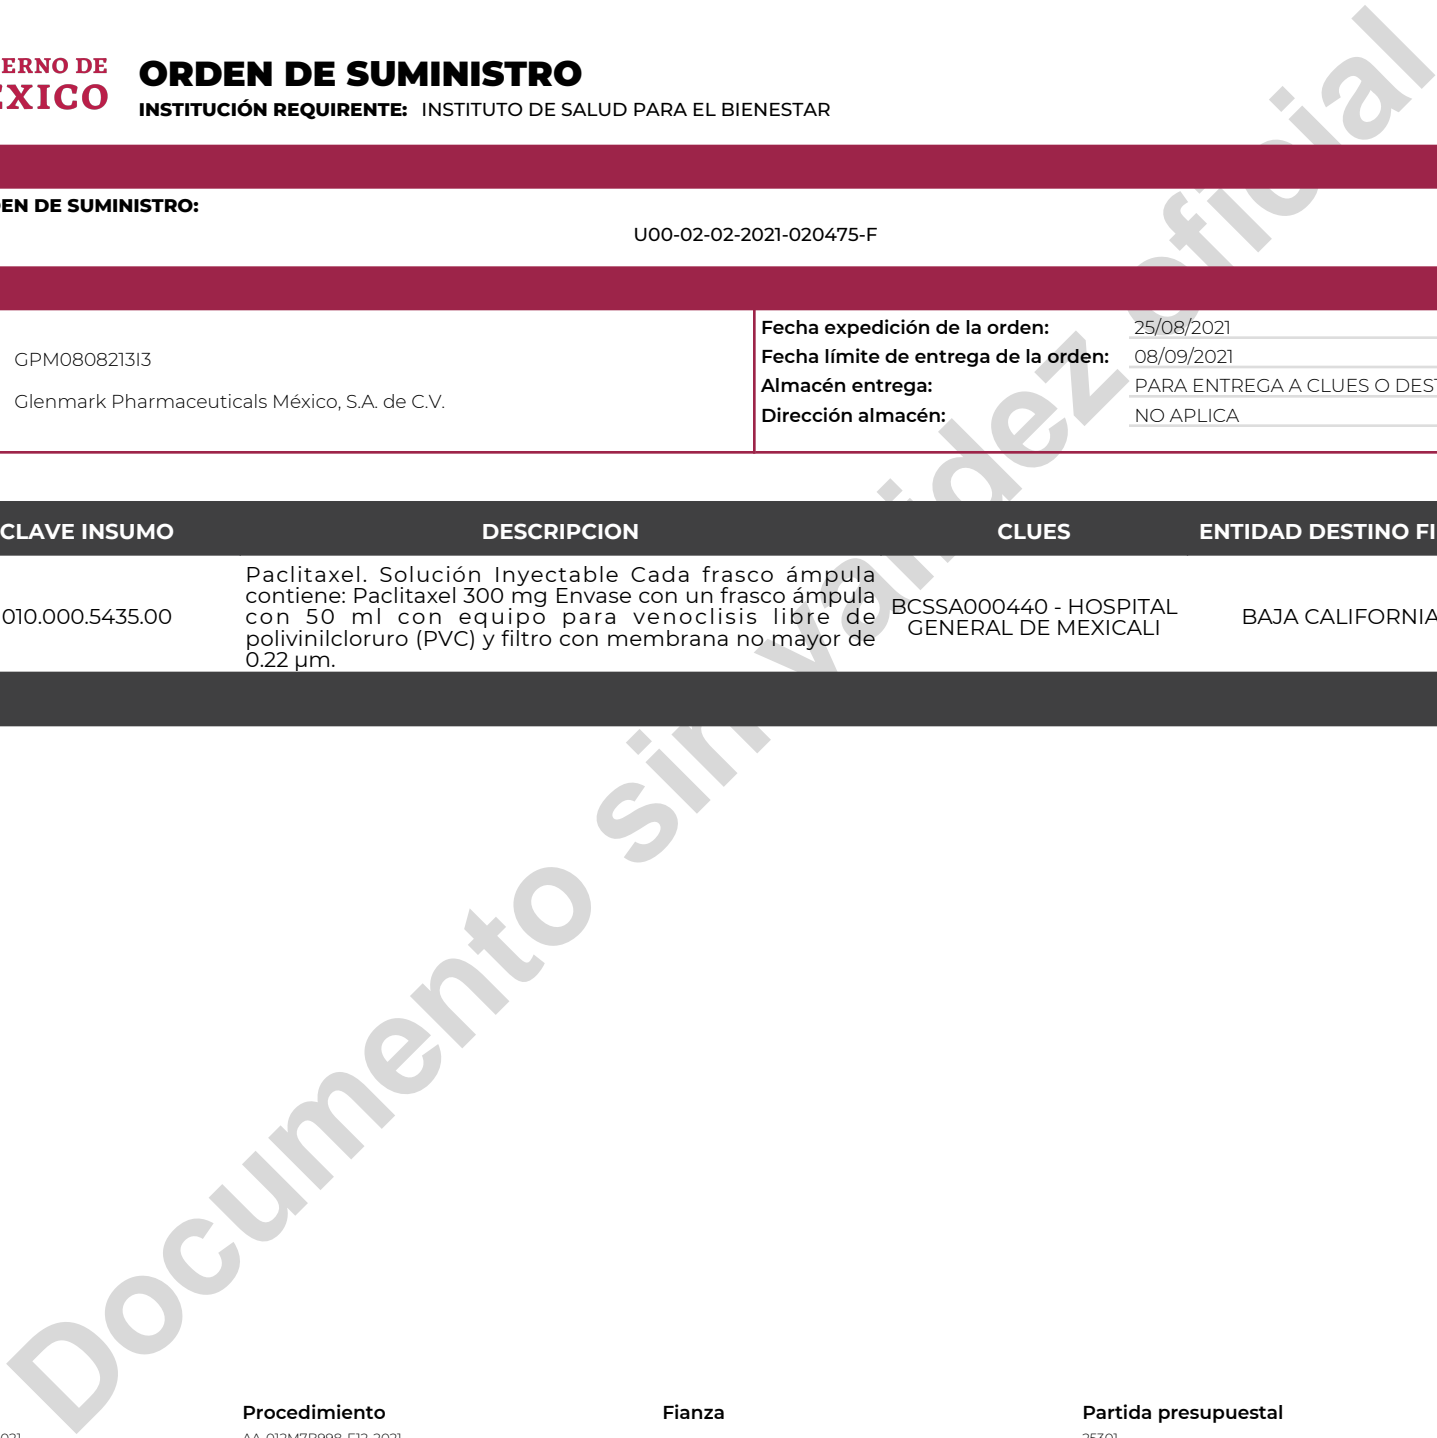 ERNO DE
EXICO
ORDEN DE SUMINISTRO
INSTITUCIÓN REQUIRENTE: INSTITUTO DE SALUD PARA EL BIENESTAR
EN DE SUMINISTRO:
U00-02-02-2021-020475-F
GPM0808213I3
Glenmark Pharmaceuticals México, S.A. de C.V.
Fecha expedición de la orden: 25/08/2021
Fecha límite de entrega de la orden: 08/09/2021
Almacén entrega: PARA ENTREGA A CLUES O DEST
Dirección almacén: NO APLICA
CLAVE INSUMO DESCRIPCION CLUES ENTIDAD DESTINO FI
010.000.5435.00
Paclitaxel. Solución Inyectable Cada frasco ámpula
contiene: Paclitaxel 300 mg Envase con un frasco ámpula
con 50 ml con equipo para venoclisis libre de
polivinilcloruro (PVC) y filtro con membrana no mayor de
0.22 µm.
BCSSA000440 - HOSPITAL
GENERAL DE MEXICALI
BAJA CALIFORNIA
Documento sin validez oficial
Procedimiento Fianza Partida presupuestal